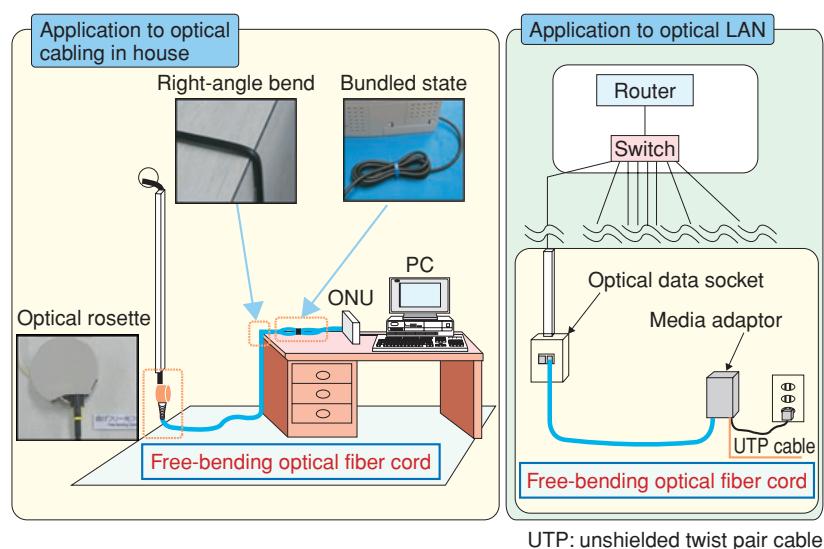 Application to optical
cabling in house
Right-angle bend
Bundled state
PC
ONU
Optical rosette
Free-bending optical fiber cord
Application to optical LAN
Router
Switch
Optical data socket
Media adaptor
UTP cable
Free-bending optical fiber cord
UTP: unshielded twist pair cable